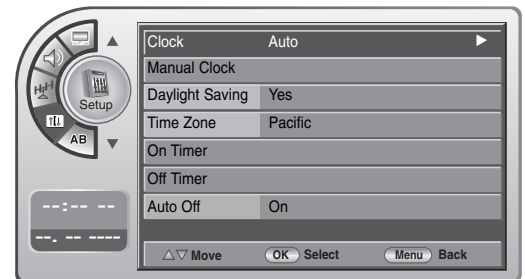 Setup
AB
--:-- --
--. -- ----
Clock Auto ▶
Manual Clock
Daylight Saving Yes
Time Zone Pacific
On Timer
Off Timer
Auto Off On
△▽ Move OK Select Menu Back